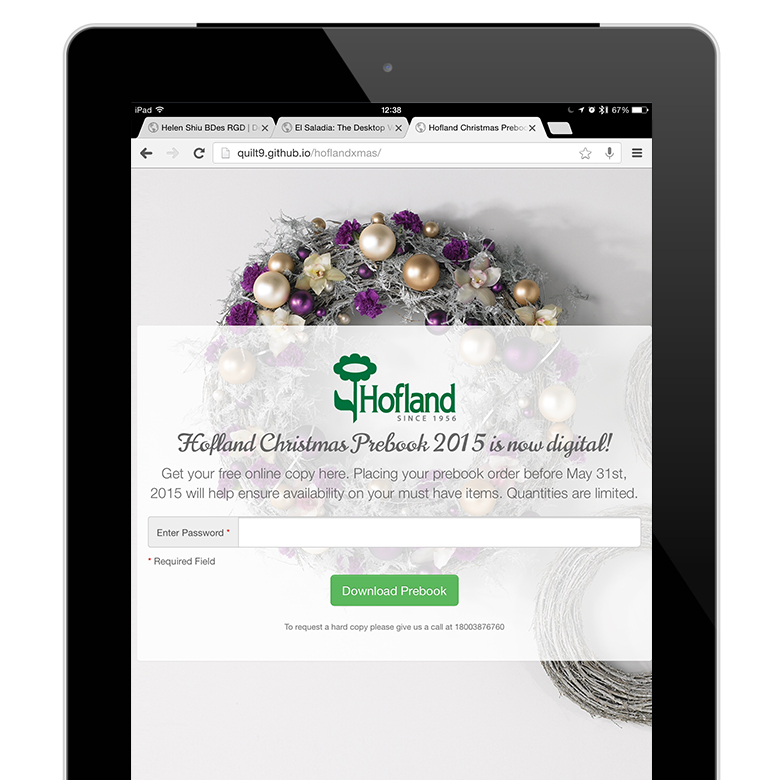 iPad
12:38
67%
Helen Shiu BDes RGD | D
El Saladia: The Desktop V
Hofland Christmas Preboo
quilt9.github.io/hoflandxmas/
Hofland
SINCE 1956
Hofland Christmas Prebook 2015 is now digital!
Get your free online copy here. Placing your prebook order before May 31st,
2015 will help ensure availability on your must have items. Quantities are limited.
Enter Password *
* Required Field
Download Prebook
To request a hard copy please give us a call at 18003876760